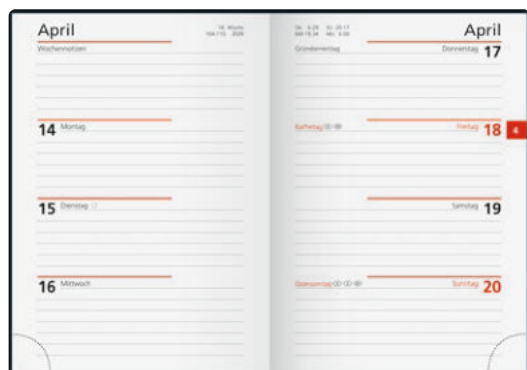 April
16. Woche
Wochennotizen
14 Montag
15 Dienstag
16 Mittwoch
April
Gründonnerstag
Donnerstag 17
Karfreitag
Freitag 18
4
Samstag 19
Ostersonntag
Sonntag 20